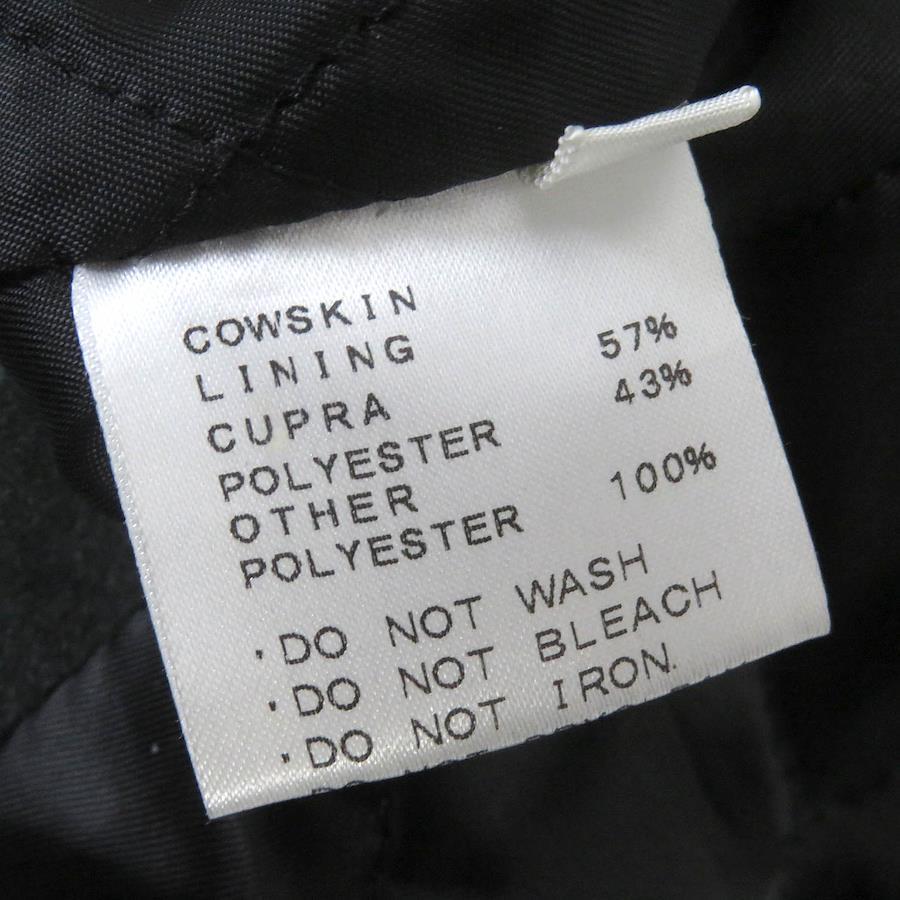 COWSKIN
LINING
CUPRA 57%
POLYESTER 43%
OTHER
POLYESTER 100%
・DO NOT WASH
・DO NOT BLEACH
・DO NOT IRON.